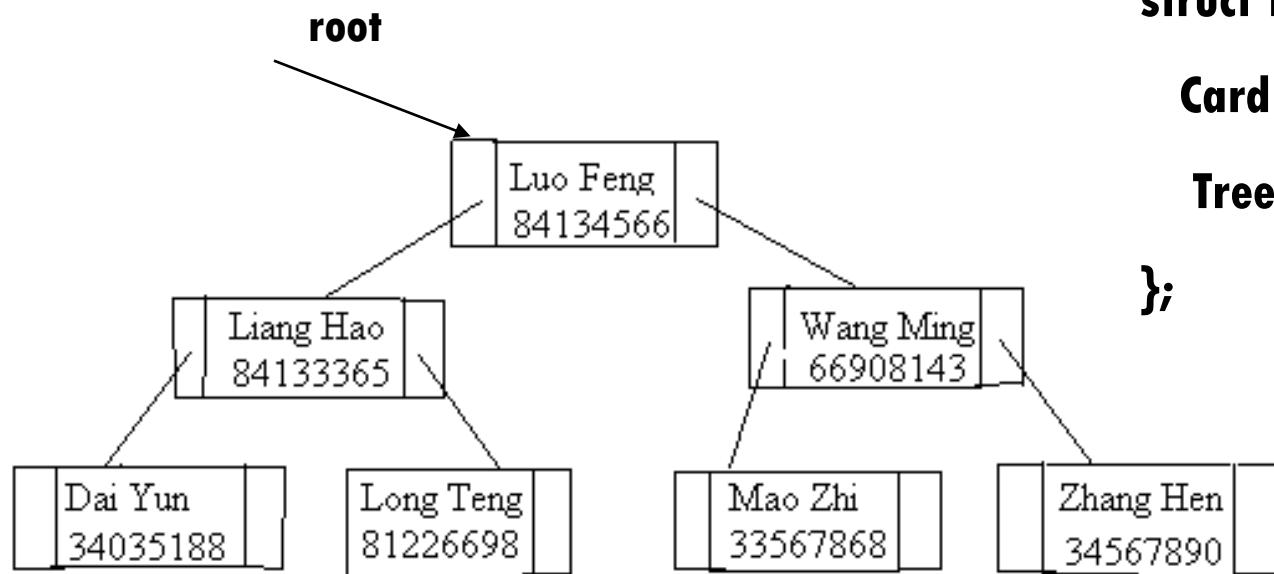 root
struct
Card
Tree
};
Luo Feng
84134566
Liang Hao
84133365
Wang Ming
66908143
Dai Yun
34035188
Long Teng
81226698
Mao Zhi
33567868
Zhang Hen
34567890